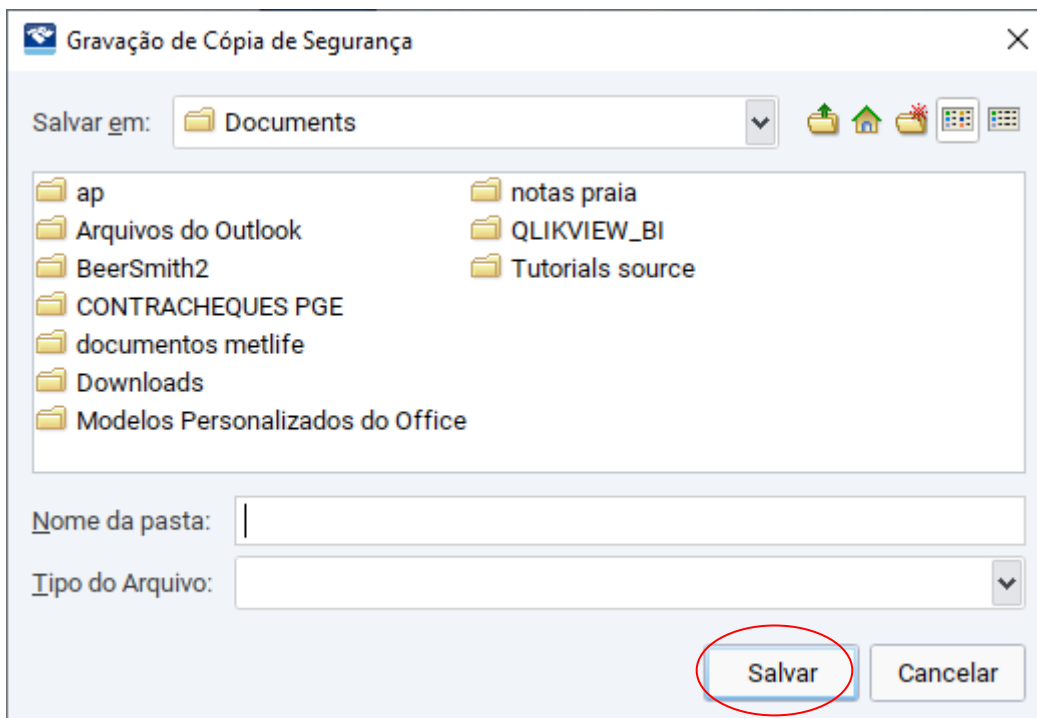 Gravação de Cópia de Segurança
Salvar em: Documents
ap
Arquivos do Outlook
BeerSmith2
CONTRACHEQUES PGE
documentos metlife
Downloads
Modelos Personalizados do Office
notas praia
QLIKVIEW_BI
Tutorials source
Nome da pasta:
Tipo do Arquivo:
Salvar Cancelar